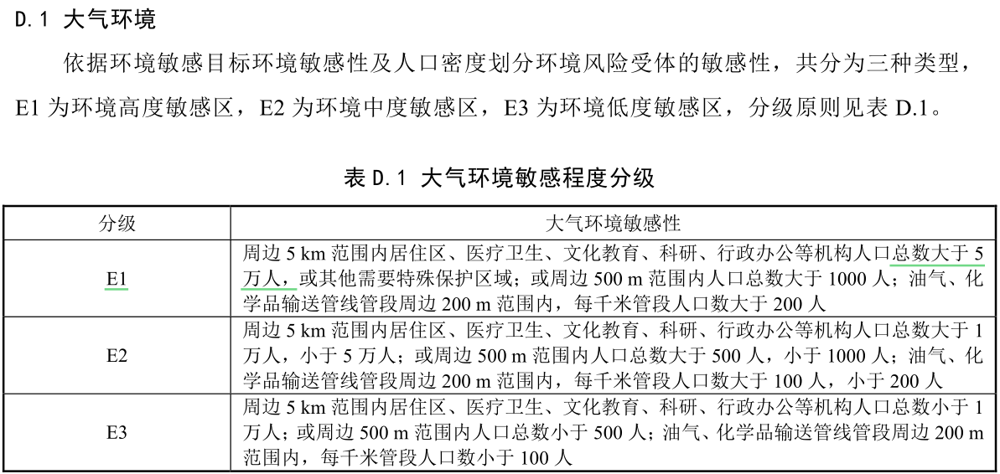 D.1 大气环境
依据环境敏感目标环境敏感性及人口密度划分环境风险受体的敏感性，共分为三种类型，
E1 为环境高度敏感区，E2 为环境中度敏感区，E3 为环境低度敏感区，分级原则见表 D.1。
表 D.1 大气环境敏感程度分级
分级 大气环境敏感性
周边 5 km 范围内居住区、医疗卫生、文化教育、科研、行政办公等机构人口总数大于 5
E1 万人，或其他需要特殊保护区域；或周边 500 m 范围内人口总数大于 1000 人；油气、化
学品输送管线管段周边 200 m 范围内，每千米管段人口数大于 200 人
周边 5 km 范围内居住区、医疗卫生、文化教育、科研、行政办公等机构人口总数大于 1
E2 万人，小于 5 万人；或周边 500 m 范围内人口总数大于 500 人，小于 1000 人；油气、化
学品输送管线管段周边 200 m 范围内，每千米管段人口数大于 100 人，小于 200 人
周边 5 km 范围内居住区、医疗卫生、文化教育、科研、行政办公等机构人口总数小于 1
E3 万人；或周边 500 m 范围内人口总数小于 500 人；油气、化学品输送管线管段周边 200 m
范围内，每千米管段人口数小于 100 人